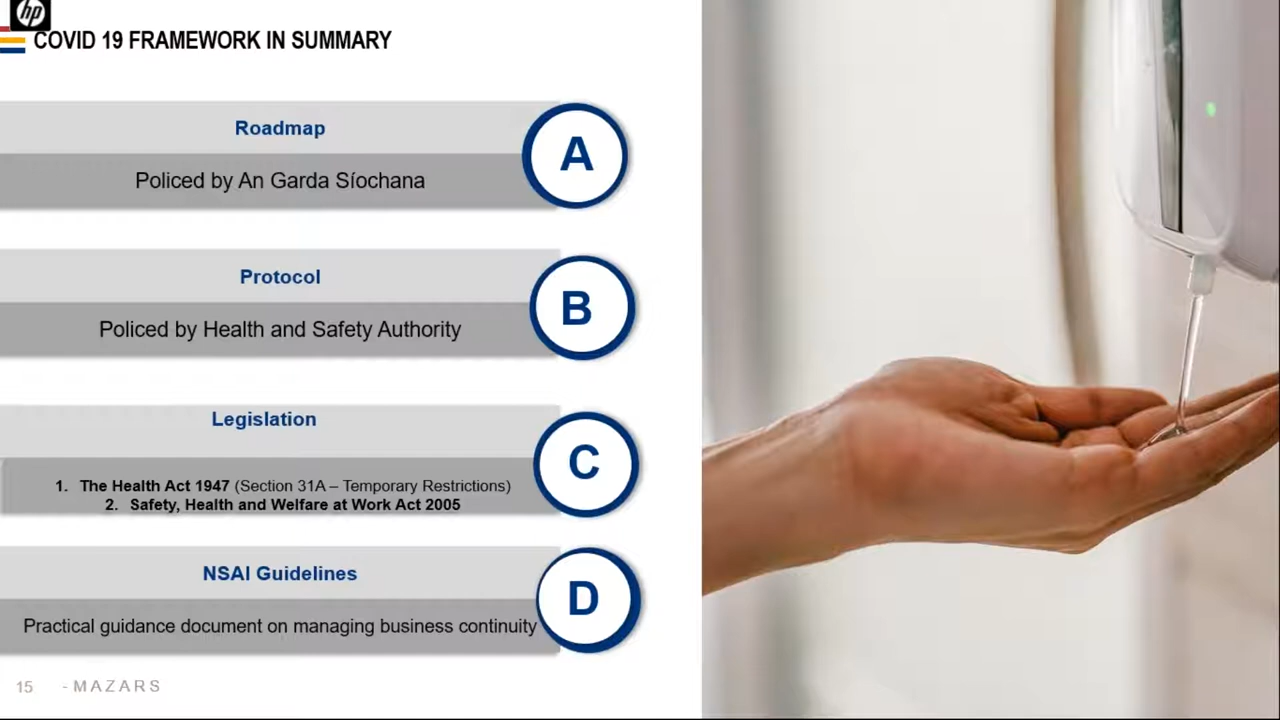 hp
COVID 19 FRAMEWORK IN SUMMARY
Roadmap
A
Policed by An Garda Síochana
Protocol
B
Policed by Health and Safety Authority
Legislation
C
1. The Health Act 1947 (Section 31A – Temporary Restrictions)
2. Safety, Health and Welfare at Work Act 2005
NSAI Guidelines
D
Practical guidance document on managing business continuity
15 - MAZARS